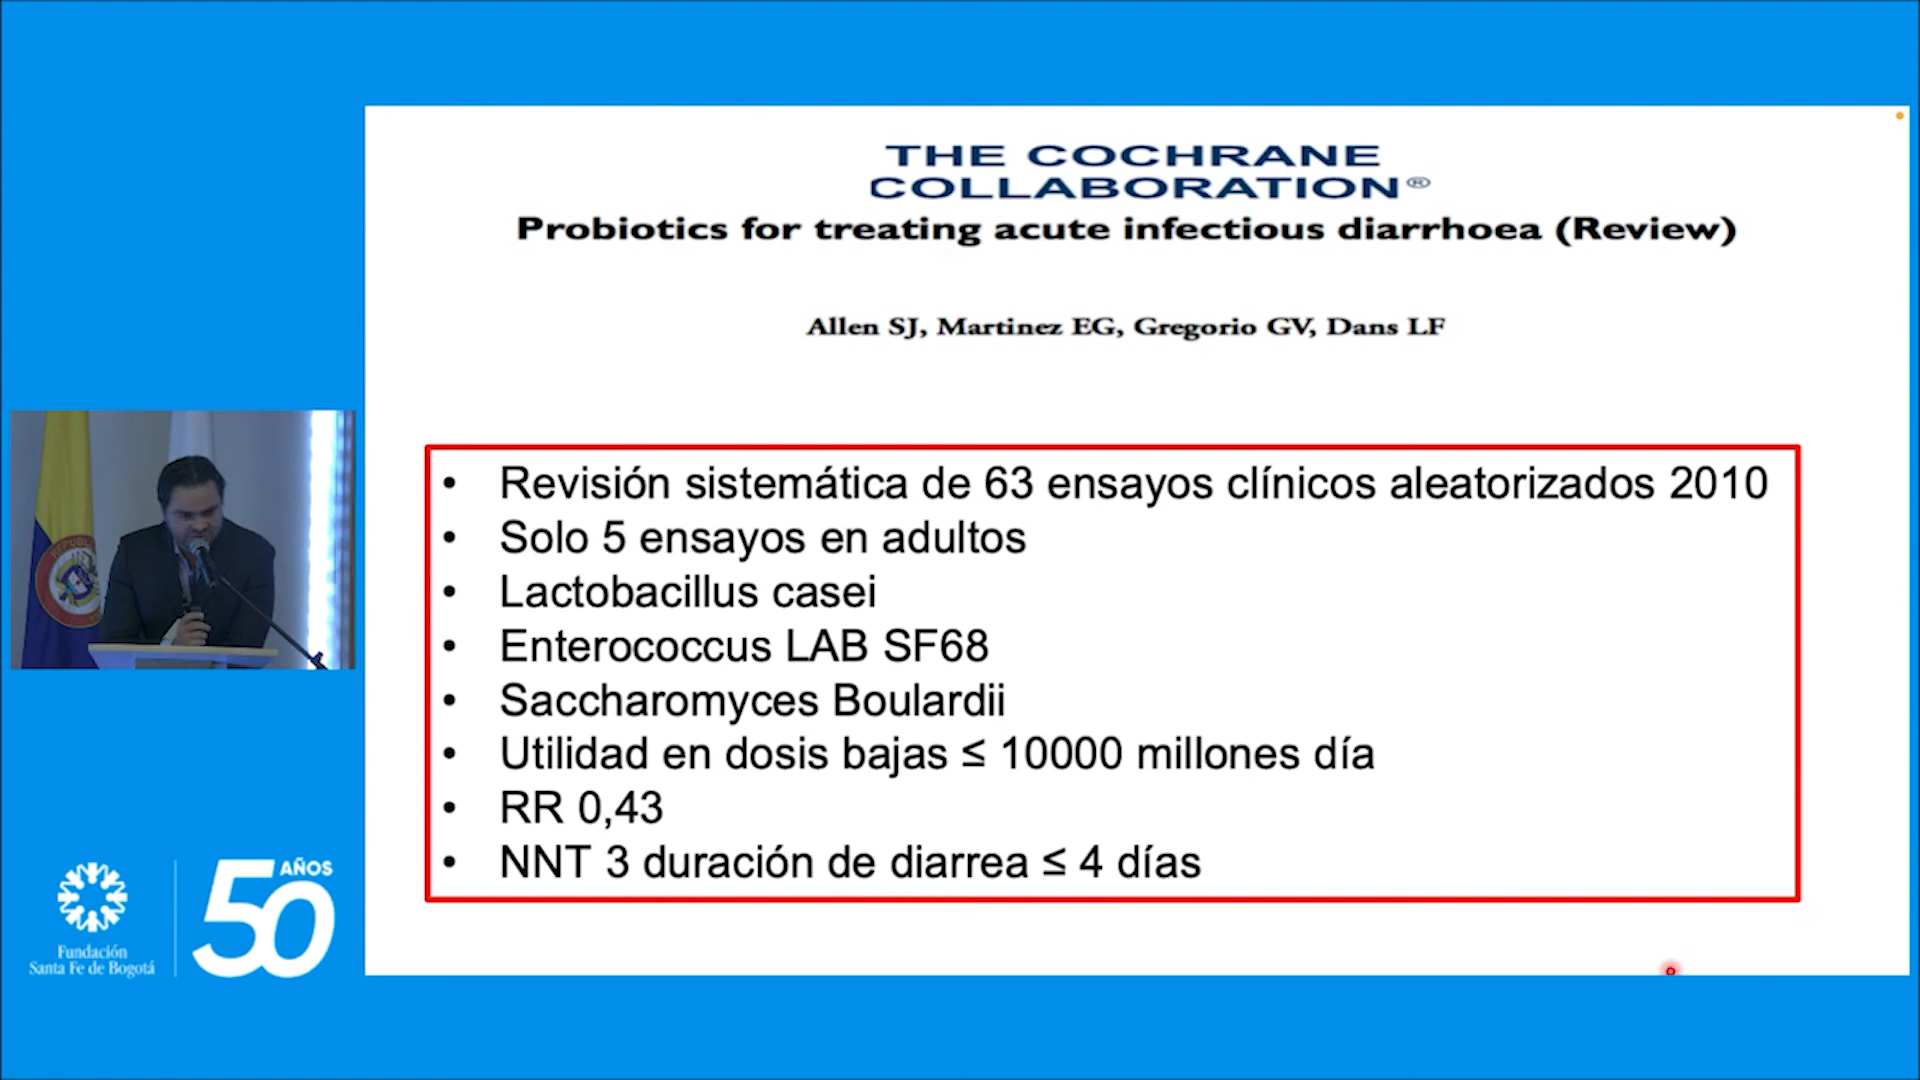 THE COCHRANE
COLLABORATION®
Probiotics for treating acute infectious diarrhoea (Review)
Allen SJ, Martinez EG, Gregorio GV, Dans LF
• Revisión sistemática de 63 ensayos clínicos aleatorizados 2010
• Solo 5 ensayos en adultos
• Lactobacillus casei
• Enterococcus LAB SF68
• Saccharomyces Boulardii
• Utilidad en dosis bajas ≤ 10000 millones día
• RR 0,43
• NNT 3 duración de diarrea ≤ 4 días
Fundación
Santa Fe de Bogotá
50 AÑOS